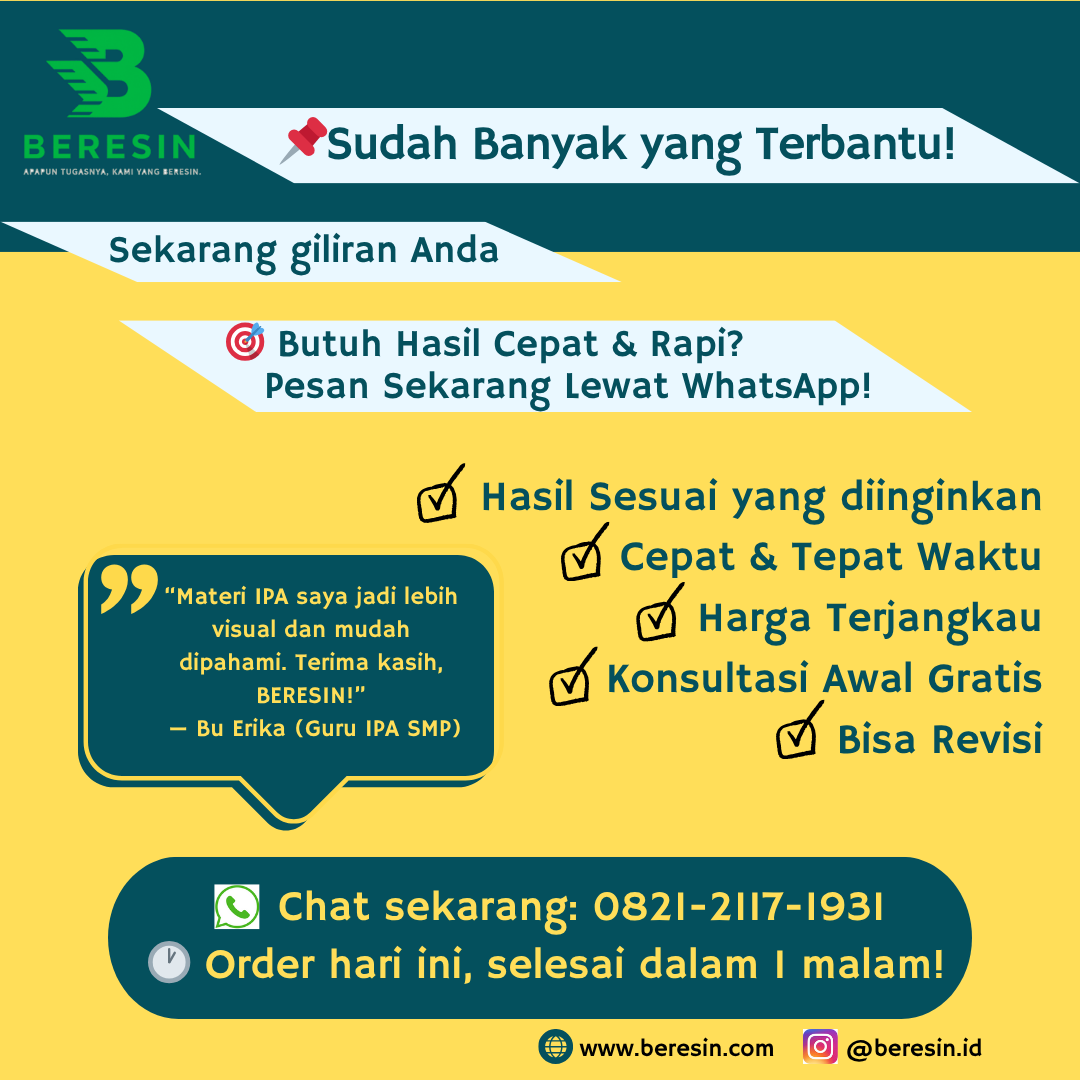 BERESIN
APAPUN TUGASNYA, KAMI YANG BERESIN.
Sudah Banyak yang Terbantu!
Sekarang giliran Anda
Butuh Hasil Cepat & Rapi?
Pesan Sekarang Lewat WhatsApp!
Hasil Sesuai yang diinginkan
Cepat & Tepat Waktu
Harga Terjangkau
Konsultasi Awal Gratis
Bisa Revisi
“Materi IPA saya jadi lebih
visual dan mudah
dipahami. Terima kasih,
BERESIN!”
— Bu Erika (Guru IPA SMP)
Chat sekarang: 0821-2117-1931
Order hari ini, selesai dalam 1 malam!
www.beresin.com
@beresin.id